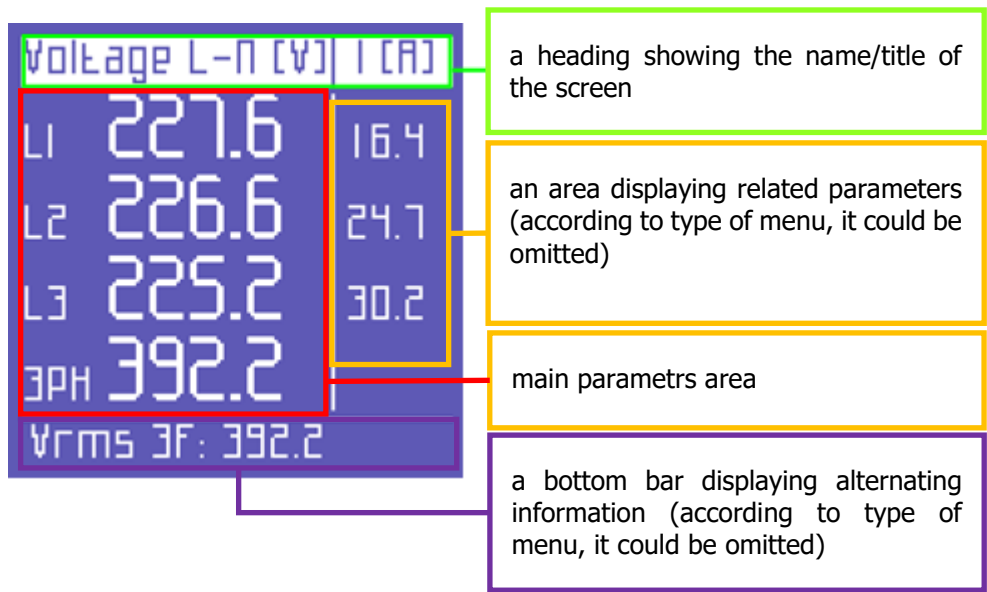 Voltage L-N [V] I [A]
L1 227.6 16.4
L2 226.6 24.7
L3 225.2 30.2
3PH 392.2
Vrms 3F: 392.2
a heading showing the name/title of
the screen
an area displaying related parameters
(according to type of menu, it could be
omitted)
main parametrs area
a bottom bar displaying alternating
information (according to type of
menu, it could be omitted)